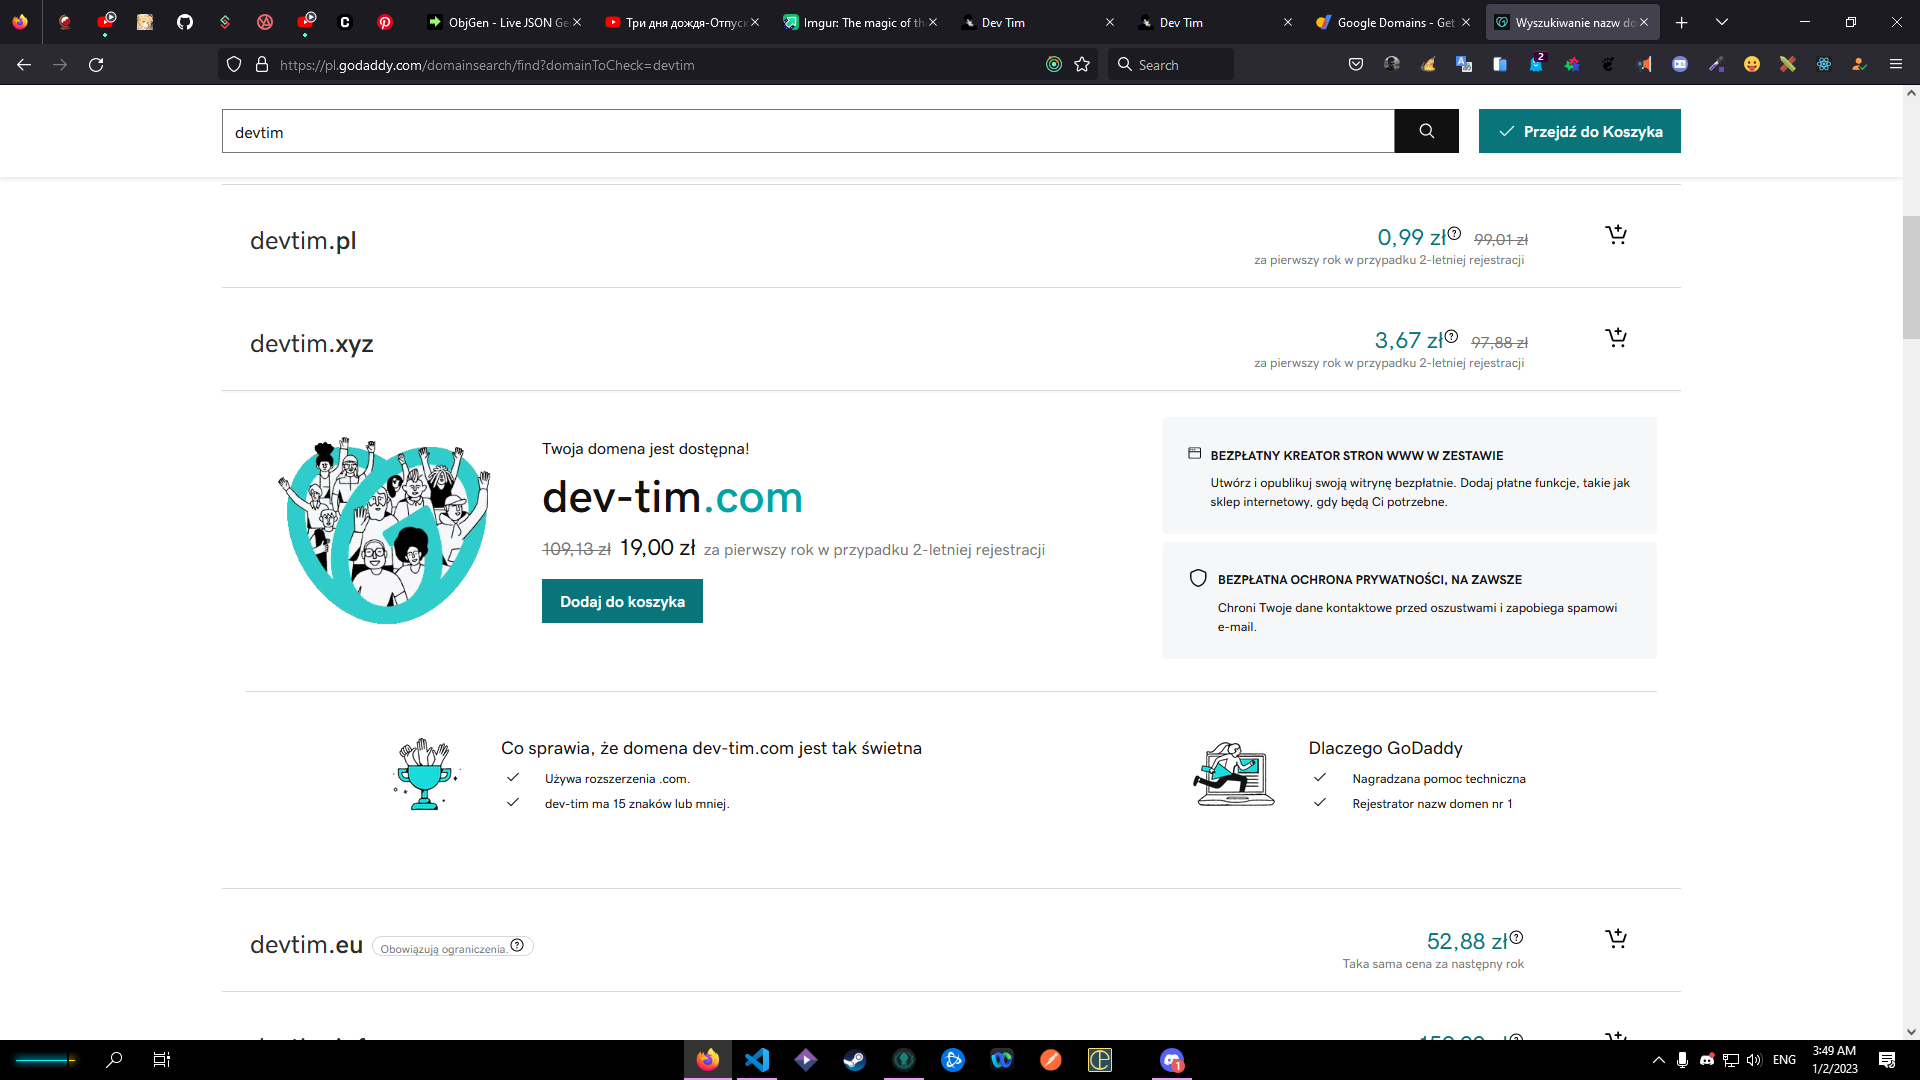 ObjGen - Live JSON Ge
Три дня дождя-Отпуск
Imgur: The magic of th
Dev Tim
Dev Tim
Google Domains - Get
Wyszukiwanie nazw do
https://pl.godaddy.com/domainsearch/find?domainToCheck=devtim
Search
2
devtim
Przejdź do Koszyka
devtim.pl
0,99 zł 99,01 zł
za pierwszy rok w przypadku 2-letniej rejestracji
devtim.xyz
3,67 zł 97,88 zł
za pierwszy rok w przypadku 2-letniej rejestracji
Twoja domena jest dostępna!
dev-tim.com
109,13 zł 19,00 zł za pierwszy rok w przypadku 2-letniej rejestracji
Dodaj do koszyka
BEZPŁATNY KREATOR STRON WWW W ZESTAWIE
Utwórz i opublikuj swoją witrynę bezpłatnie. Dodaj płatne funkcje, takie jak
sklep internetowy, gdy będą Ci potrzebne.
BEZPŁATNA OCHRONA PRYWATNOŚCI, NA ZAWSZE
Chroni Twoje dane kontaktowe przed oszustwami i zapobiega spamowi
e-mail.
Co sprawia, że domena dev-tim.com jest tak świetna
Używa rozszerzenia .com.
dev-tim ma 15 znaków lub mniej.
Dlaczego GoDaddy
Nagradzana pomoc techniczna
Rejestrator nazw domen nr 1
devtim.eu Obowiązują ograniczenia.
52,88 zł
Taka sama cena za następny rok
1
ENG
3:49 AM
1/2/2023